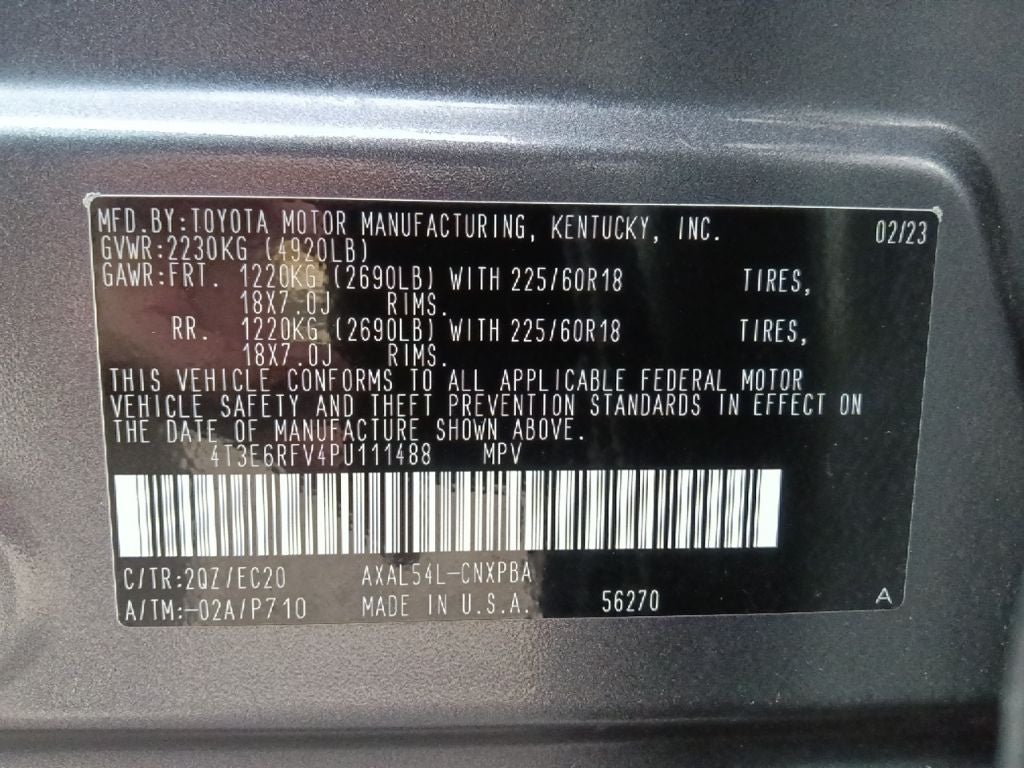 MFD.BY:TOYOTA MOTOR MANUFACTURING, KENTUCKY, INC. 02/23
GVWR:2230KG (4920LB)
GAWR:FRT. 1220KG (2690LB) WITH 225/60R18 TIRES,
18X7.0J RIMS.
RR. 1220KG (2690LB) WITH 225/60R18 TIRES,
18X7.0J RIMS.
THIS VEHICLE CONFORMS TO ALL APPLICABLE FEDERAL MOTOR
VEHICLE SAFETY AND THEFT PREVENTION STANDARDS IN EFFECT ON
THE DATE OF MANUFACTURE SHOWN ABOVE.
4T3E6RFV4PU111488 MPV
C/TR:2QZ/EC20 AXAL54L-CNXPBA
A/TM:-02A/P710 MADE IN U.S.A. 56270 A